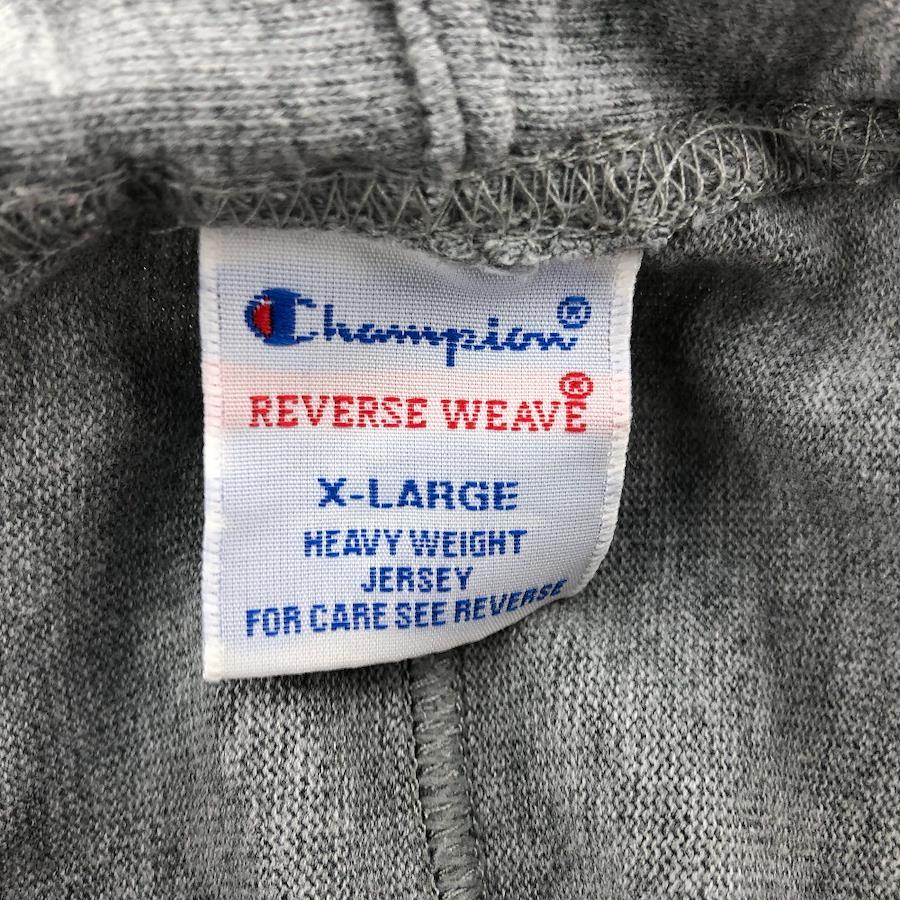 Champion®
REVERSE WEAVE®
X-LARGE
HEAVY WEIGHT
JERSEY
FOR CARE SEE REVERSE